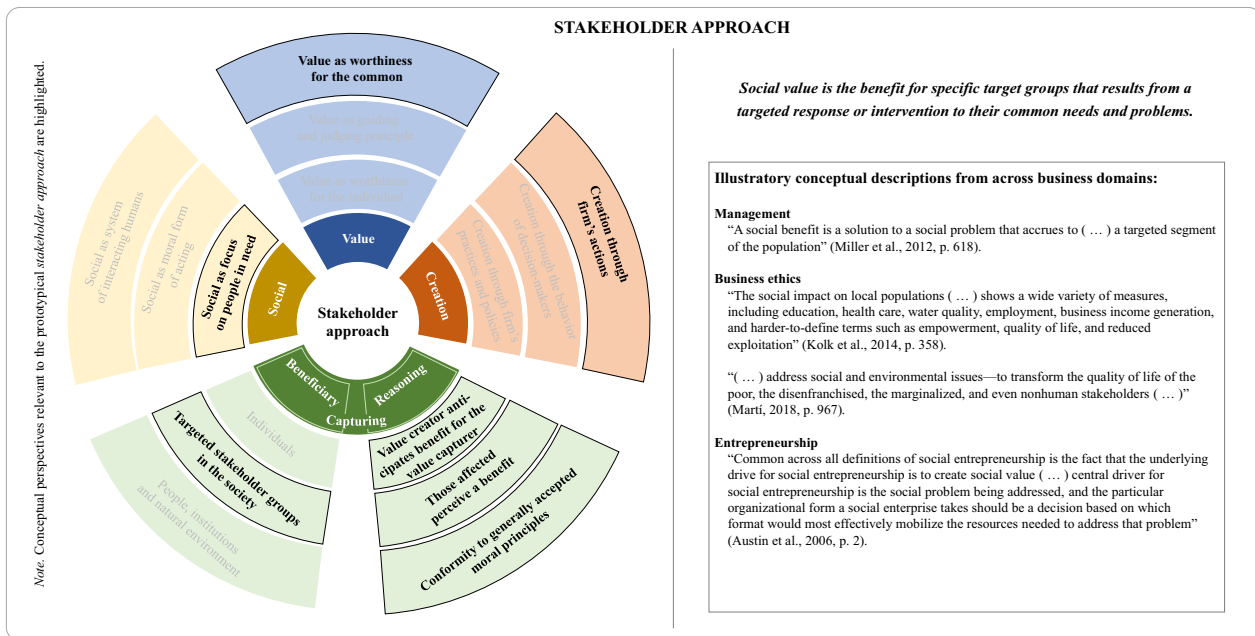 STAKEHOLDER APPROACH
Note. Conceptual perspectives relevant to the prototypical stakeholder approach are highlighted.
Value as worthiness
for the common
Value as guiding
and judging principle
Value as worthiness
for the individual
Value
Creation through
firm's actions
Creation through the behavior
of decision-makers
Creation through firm's
practices and policies
Creation
Social as system
of interacting humans
Social as moral form
of acting
Social as focus
on people in need
Social
Stakeholder
approach
Beneficiary
Reasoning
Capturing
Individuals
Targeted stakeholder groups
in the society
People, institutions
and natural environment
Value creator anti-
cipates benefit for the
value capturer
Those affected
perceive a benefit
Conformity to generally accepted
moral principles
Social value is the benefit for specific target groups that results from a
targeted response or intervention to their common needs and problems.
Illustratory conceptual descriptions from across business domains:
Management
“A social benefit is a solution to a social problem that accrues to ( … ) a targeted segment
of the population” (Miller et al., 2012, p. 618).
Business ethics
“The social impact on local populations ( … ) shows a wide variety of measures,
including education, health care, water quality, employment, business income generation,
and harder-to-define terms such as empowerment, quality of life, and reduced
exploitation” (Kolk et al., 2014, p. 358).
“( … ) address social and environmental issues—to transform the quality of life of the
poor, the disenfranchised, the marginalized, and even nonhuman stakeholders ( … )”
(Martí, 2018, p. 967).
Entrepreneurship
“Common across all definitions of social entrepreneurship is the fact that the underlying
drive for social entrepreneurship is to create social value ( … ) central driver for
social entrepreneurship is the social problem being addressed, and the particular
organizational form a social enterprise takes should be a decision based on which
format would most effectively mobilize the resources needed to address that problem”
(Austin et al., 2006, p. 2).